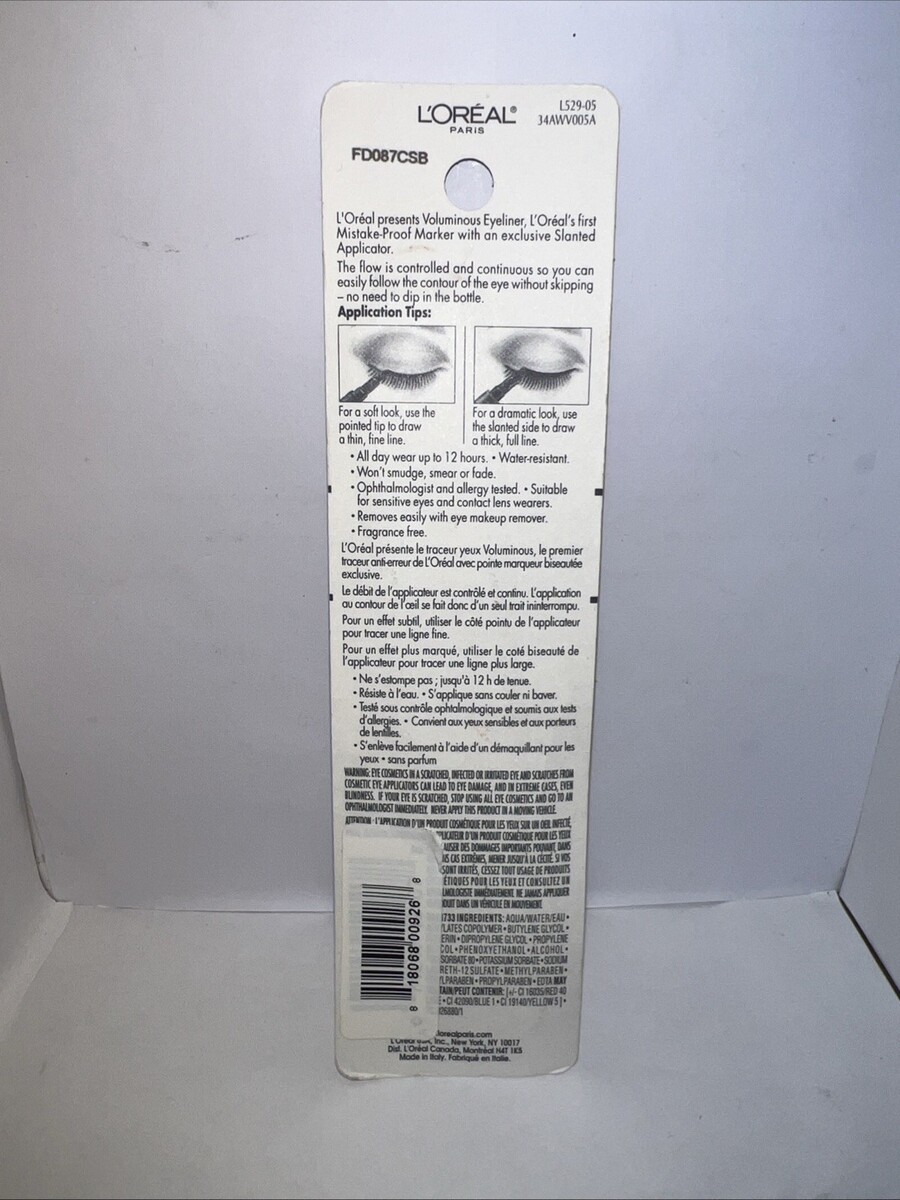 L'ORÉAL®
PARIS
L529-05
34AWV005A
FD087CSB
L'Oréal presents Voluminous Eyeliner, L'Oréal's first
Mistake-Proof Marker with an exclusive Slanted
Applicator.
The flow is controlled and continuous so you can
easily follow the contour of the eye without skipping
– no need to dip in the bottle.
Application Tips:
For a soft look, use the
pointed tip to draw
a thin, fine line.
For a dramatic look, use
the slanted side to draw
a thick, full line.
• All day wear up to 12 hours. • Water-resistant.
• Won't smudge, smear or fade.
• Ophthalmologist and allergy tested. • Suitable
for sensitive eyes and contact lens wearers.
• Removes easily with eye makeup remover.
• Fragrance free.
L'Oréal présente le traceur yeux Voluminous, le premier
traceur anti-erreur de L'Oréal avec pointe marqueur biseautée
exclusive.
Le débit de l'applicateur est contrôlé et continu. L'application
au contour de l'œil se fait donc d'un seul trait ininterrompu.
Pour un effet subtil, utiliser le côté pointu de l'applicateur
pour tracer une ligne fine.
Pour un effet plus marqué, utiliser le coté biseauté de
l'applicateur pour tracer une ligne plus large.
• Ne s'estompe pas ; jusqu'à 12 h de tenue.
• Résiste à l'eau. • S'applique sans couler ni baver.
• Testé sous contrôle ophtalmologique et soumis aux tests
d'allergies. • Convient aux yeux sensibles et aux porteurs
de lentilles.
• S'enlève facilement à l'aide d'un démaquillant pour les
yeux • sans parfum
WARNING: EYE COSMETICS IN A SCRATCHED, INFECTED OR IRRITATED EYE AND SCRATCHES FROM
COSMETIC EYE APPLICATORS CAN LEAD TO EYE DAMAGE, AND IN EXTREME CASES, EVEN
BLINDNESS. IF YOUR EYE IS SCRATCHED, STOP USING ALL EYE COSMETICS AND GO TO AN
OPHTHALMOLOGIST IMMEDIATELY. NEVER APPLY THIS PRODUCT IN A MOVING VEHICLE.
ATTENTION : L'APPLICATION D'UN PRODUIT COSMÉTIQUE POUR LES YEUX SUR UN OEIL INFECTÉ,
D'UN PRODUIT COSMÉTIQUE POUR LES YEUX
DES DOMMAGES IMPORTANTS POUVANT, DANS
CAS EXTRÊMES, MENER JUSQU'À LA CÉCITÉ. SI VOS
SONT IRRITÉS, CESSEZ TOUT USAGE DE PRODUITS
POUR LES YEUX ET CONSULTEZ UN
IMMÉDIATEMENT. NE JAMAIS APPLIQUER
DANS UN VÉHICULE EN MOUVEMENT.
1733 INGREDIENTS: AQUA/WATER/EAU •
COPOLYMER • BUTYLENE GLYCOL •
• DIPROPYLENE GLYCOL • PROPYLENE
• PHENOXYETHANOL • ALCOHOL •
80 • POTASSIUM SORBATE • SODIUM
12 SULFATE • METHYLPARABEN •
• PROPYLPARABEN • EDTA MAY
PEUT CONTENIR: [+/- CI 16035/RED 40
• CI 42090/BLUE 1 • CI 19140/YELLOW 5] •
8 18068 00926 8
lorealparis.com
Inc., New York, NY 10017
Dist. L'Oréal Canada, Montréal H4T 1K5
Made in Italy. Fabriqué en Italie.